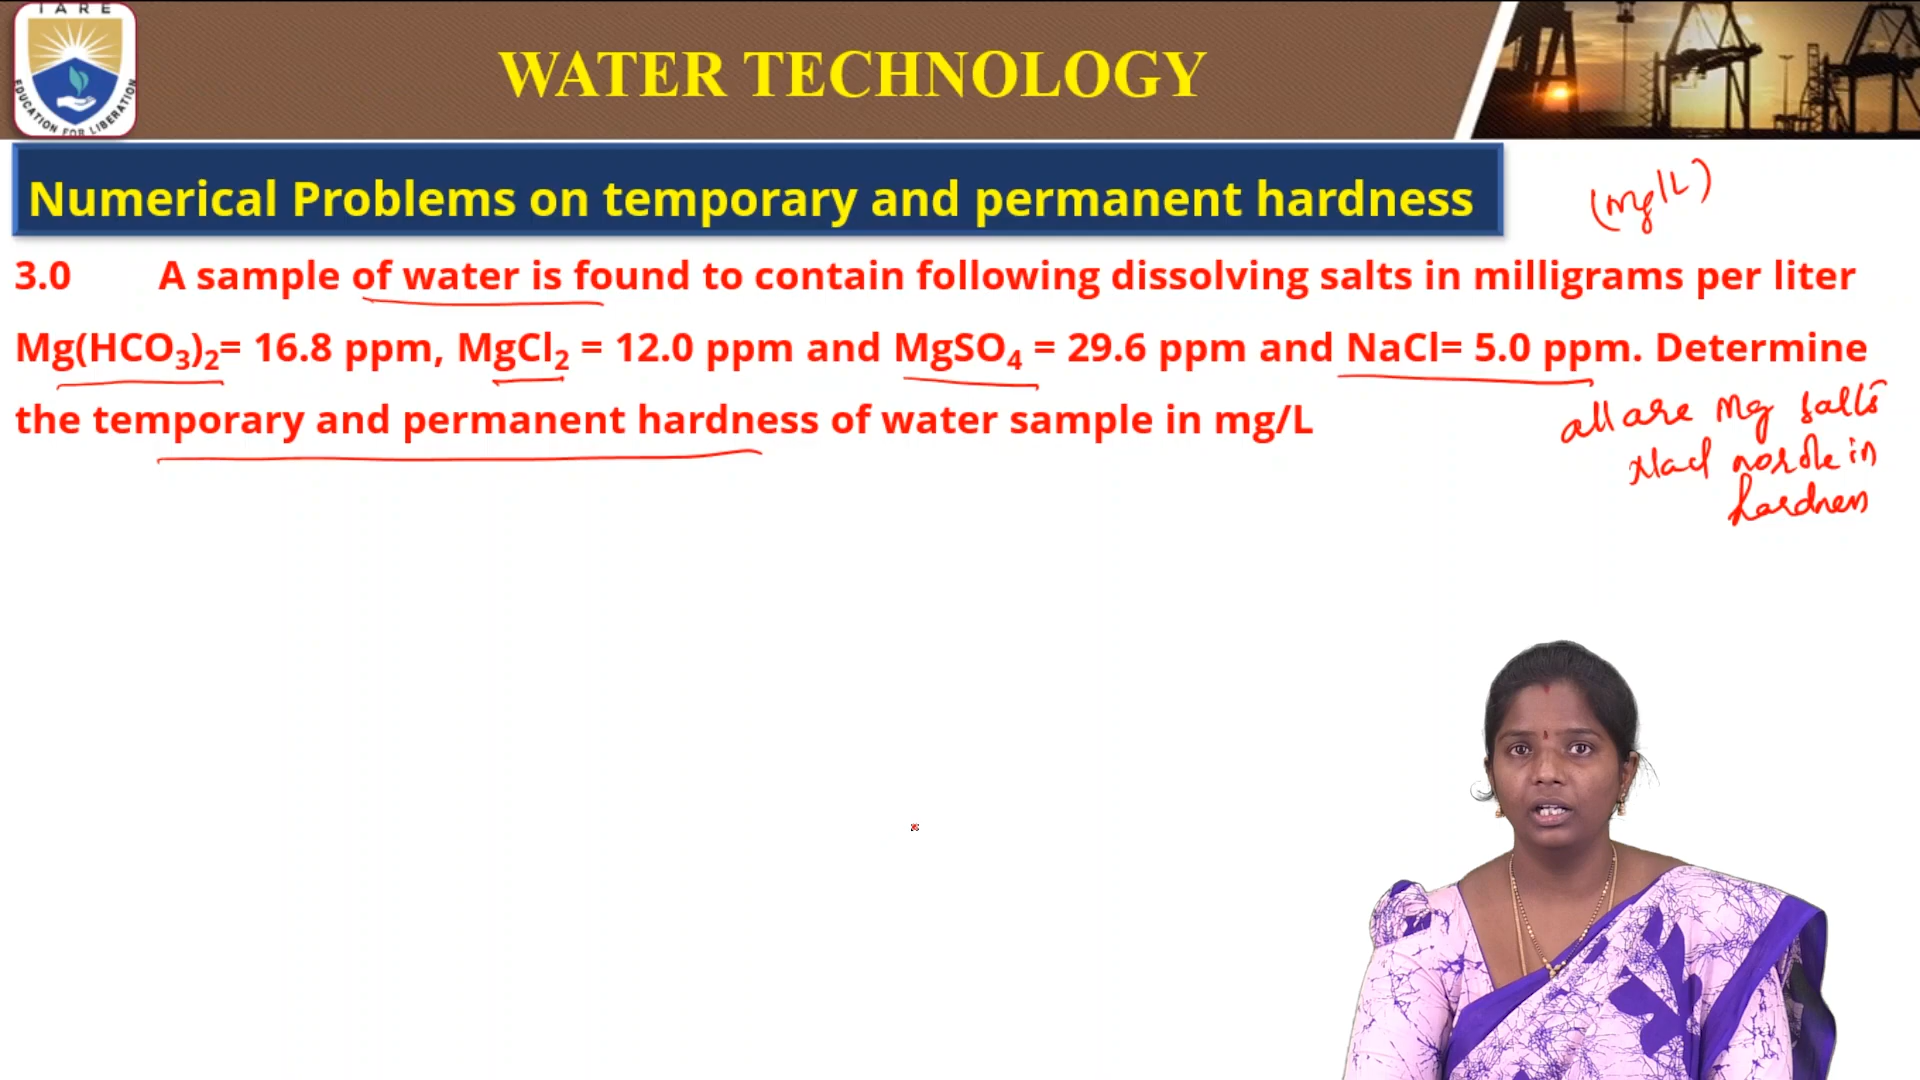 IARE
EDUCATION FOR LIBERATION
WATER TECHNOLOGY
Numerical Problems on temporary and permanent hardness
(mg/L)
3.0 A sample of water is found to contain following dissolving salts in milligrams per liter
Mg(HCO₃)₂= 16.8 ppm, MgCl₂ = 12.0 ppm and MgSO₄ = 29.6 ppm and NaCl= 5.0 ppm. Determine
the temporary and permanent hardness of water sample in mg/L
all are Mg salts
Nacl no role in
hardness